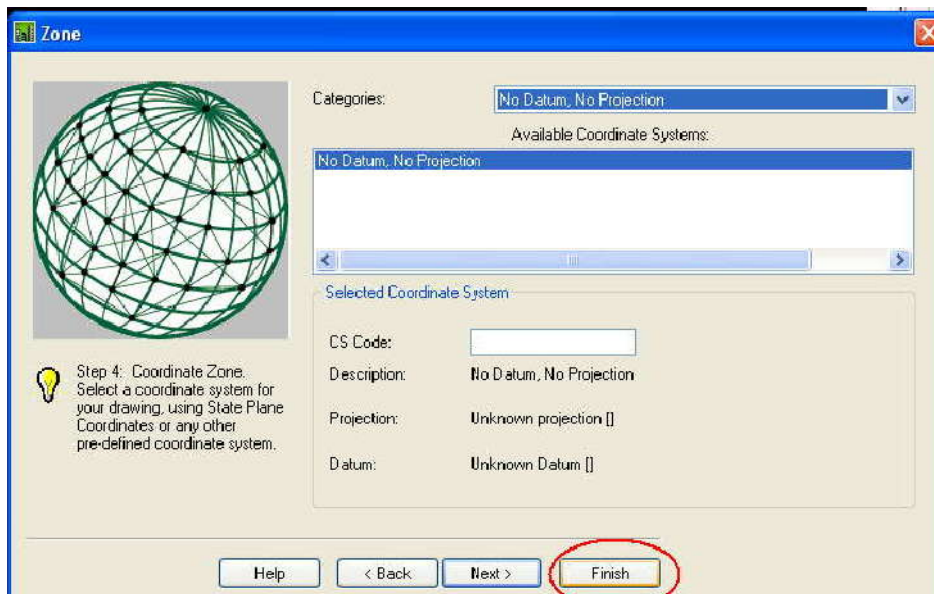 Zone
Categories:
No Datum, No Projection
Available Coordinate Systems:
No Datum, No Projection
Selected Coordinate System
CS Code:
Description:
No Datum, No Projection
Projection:
Unknown projection []
Datum:
Unknown Datum []
Step 4: Coordinate Zone.
Select a coordinate system for
your drawing, using State Plane
Coordinates or any other
pre-defined coordinate system.
Help
< Back
Next >
Finish